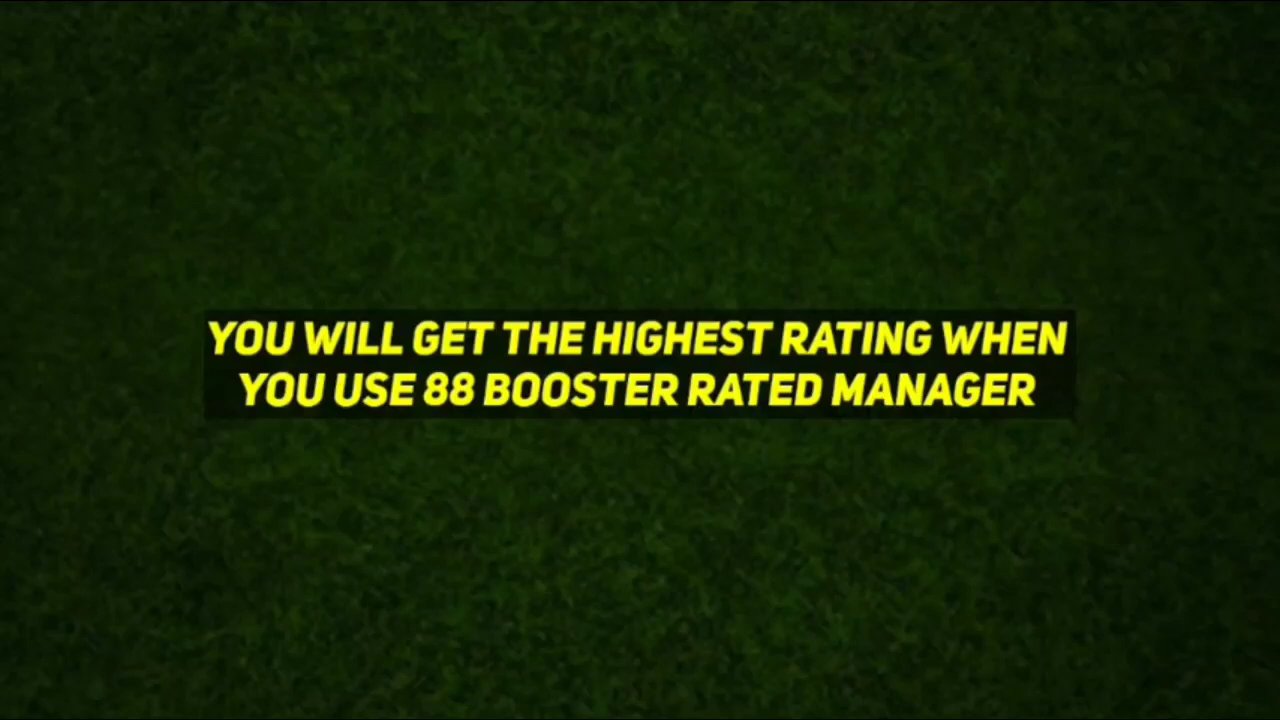 YOU WILL GET THE HIGHEST RATING WHEN
YOU USE 88 BOOSTER RATED MANAGER